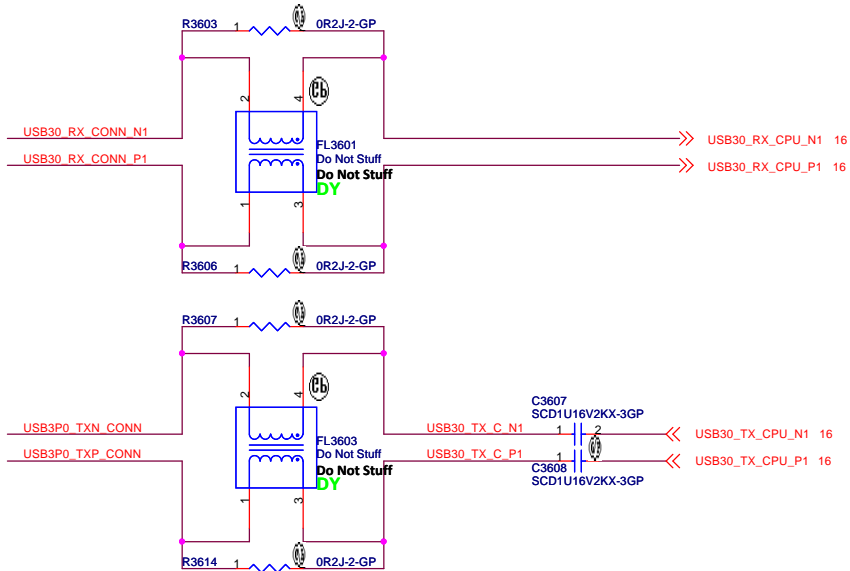 R3603 1 0R2J-2-GP
2 4
USB30_RX_CONN_N1
USB30_RX_CPU_N1 16
FL3601
USB30_RX_CONN_P1
Do Not Stuff
USB30_RX_CPU_P1 16
Do Not Stuff
DY
1 3
R3606 1 0R2J-2-GP
R3607 1 0R2J-2-GP
2 4
C3607
SCD1U16V2KX-3GP
USB3P0_TXN_CONN
USB30_TX_C_N1
1 2
USB30_TX_CPU_N1 16
FL3603
USB3P0_TXP_CONN
Do Not Stuff
USB30_TX_C_P1
1
USB30_TX_CPU_P1 16
Do Not Stuff
C3608
DY
SCD1U16V2KX-3GP
1 3
R3614 1 0R2J-2-GP